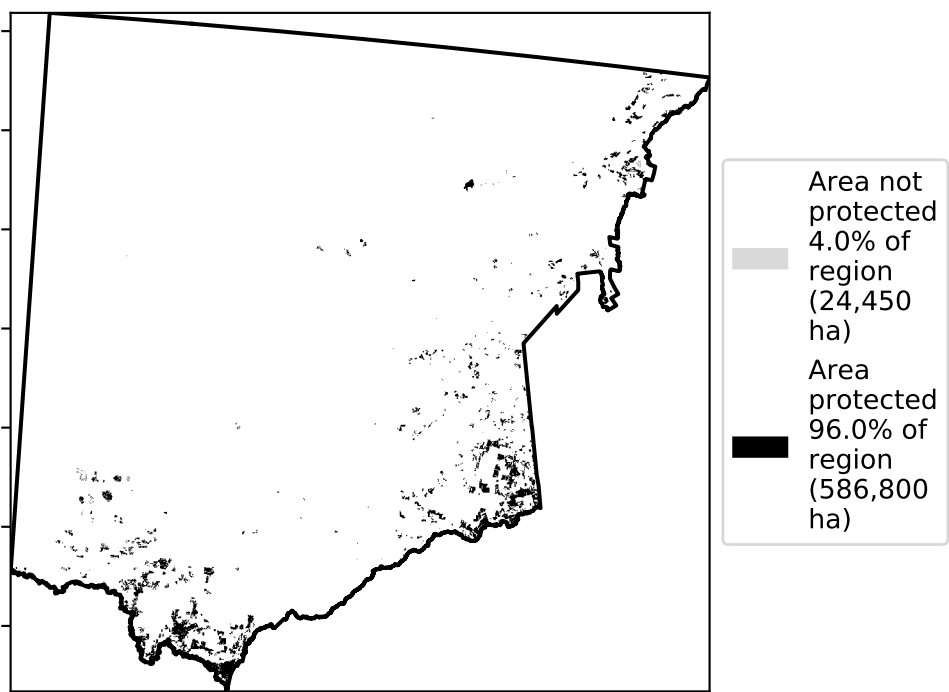 Area not
protected
4.0% of
region
(24,450
ha)
Area
protected
96.0% of
region
(586,800
ha)